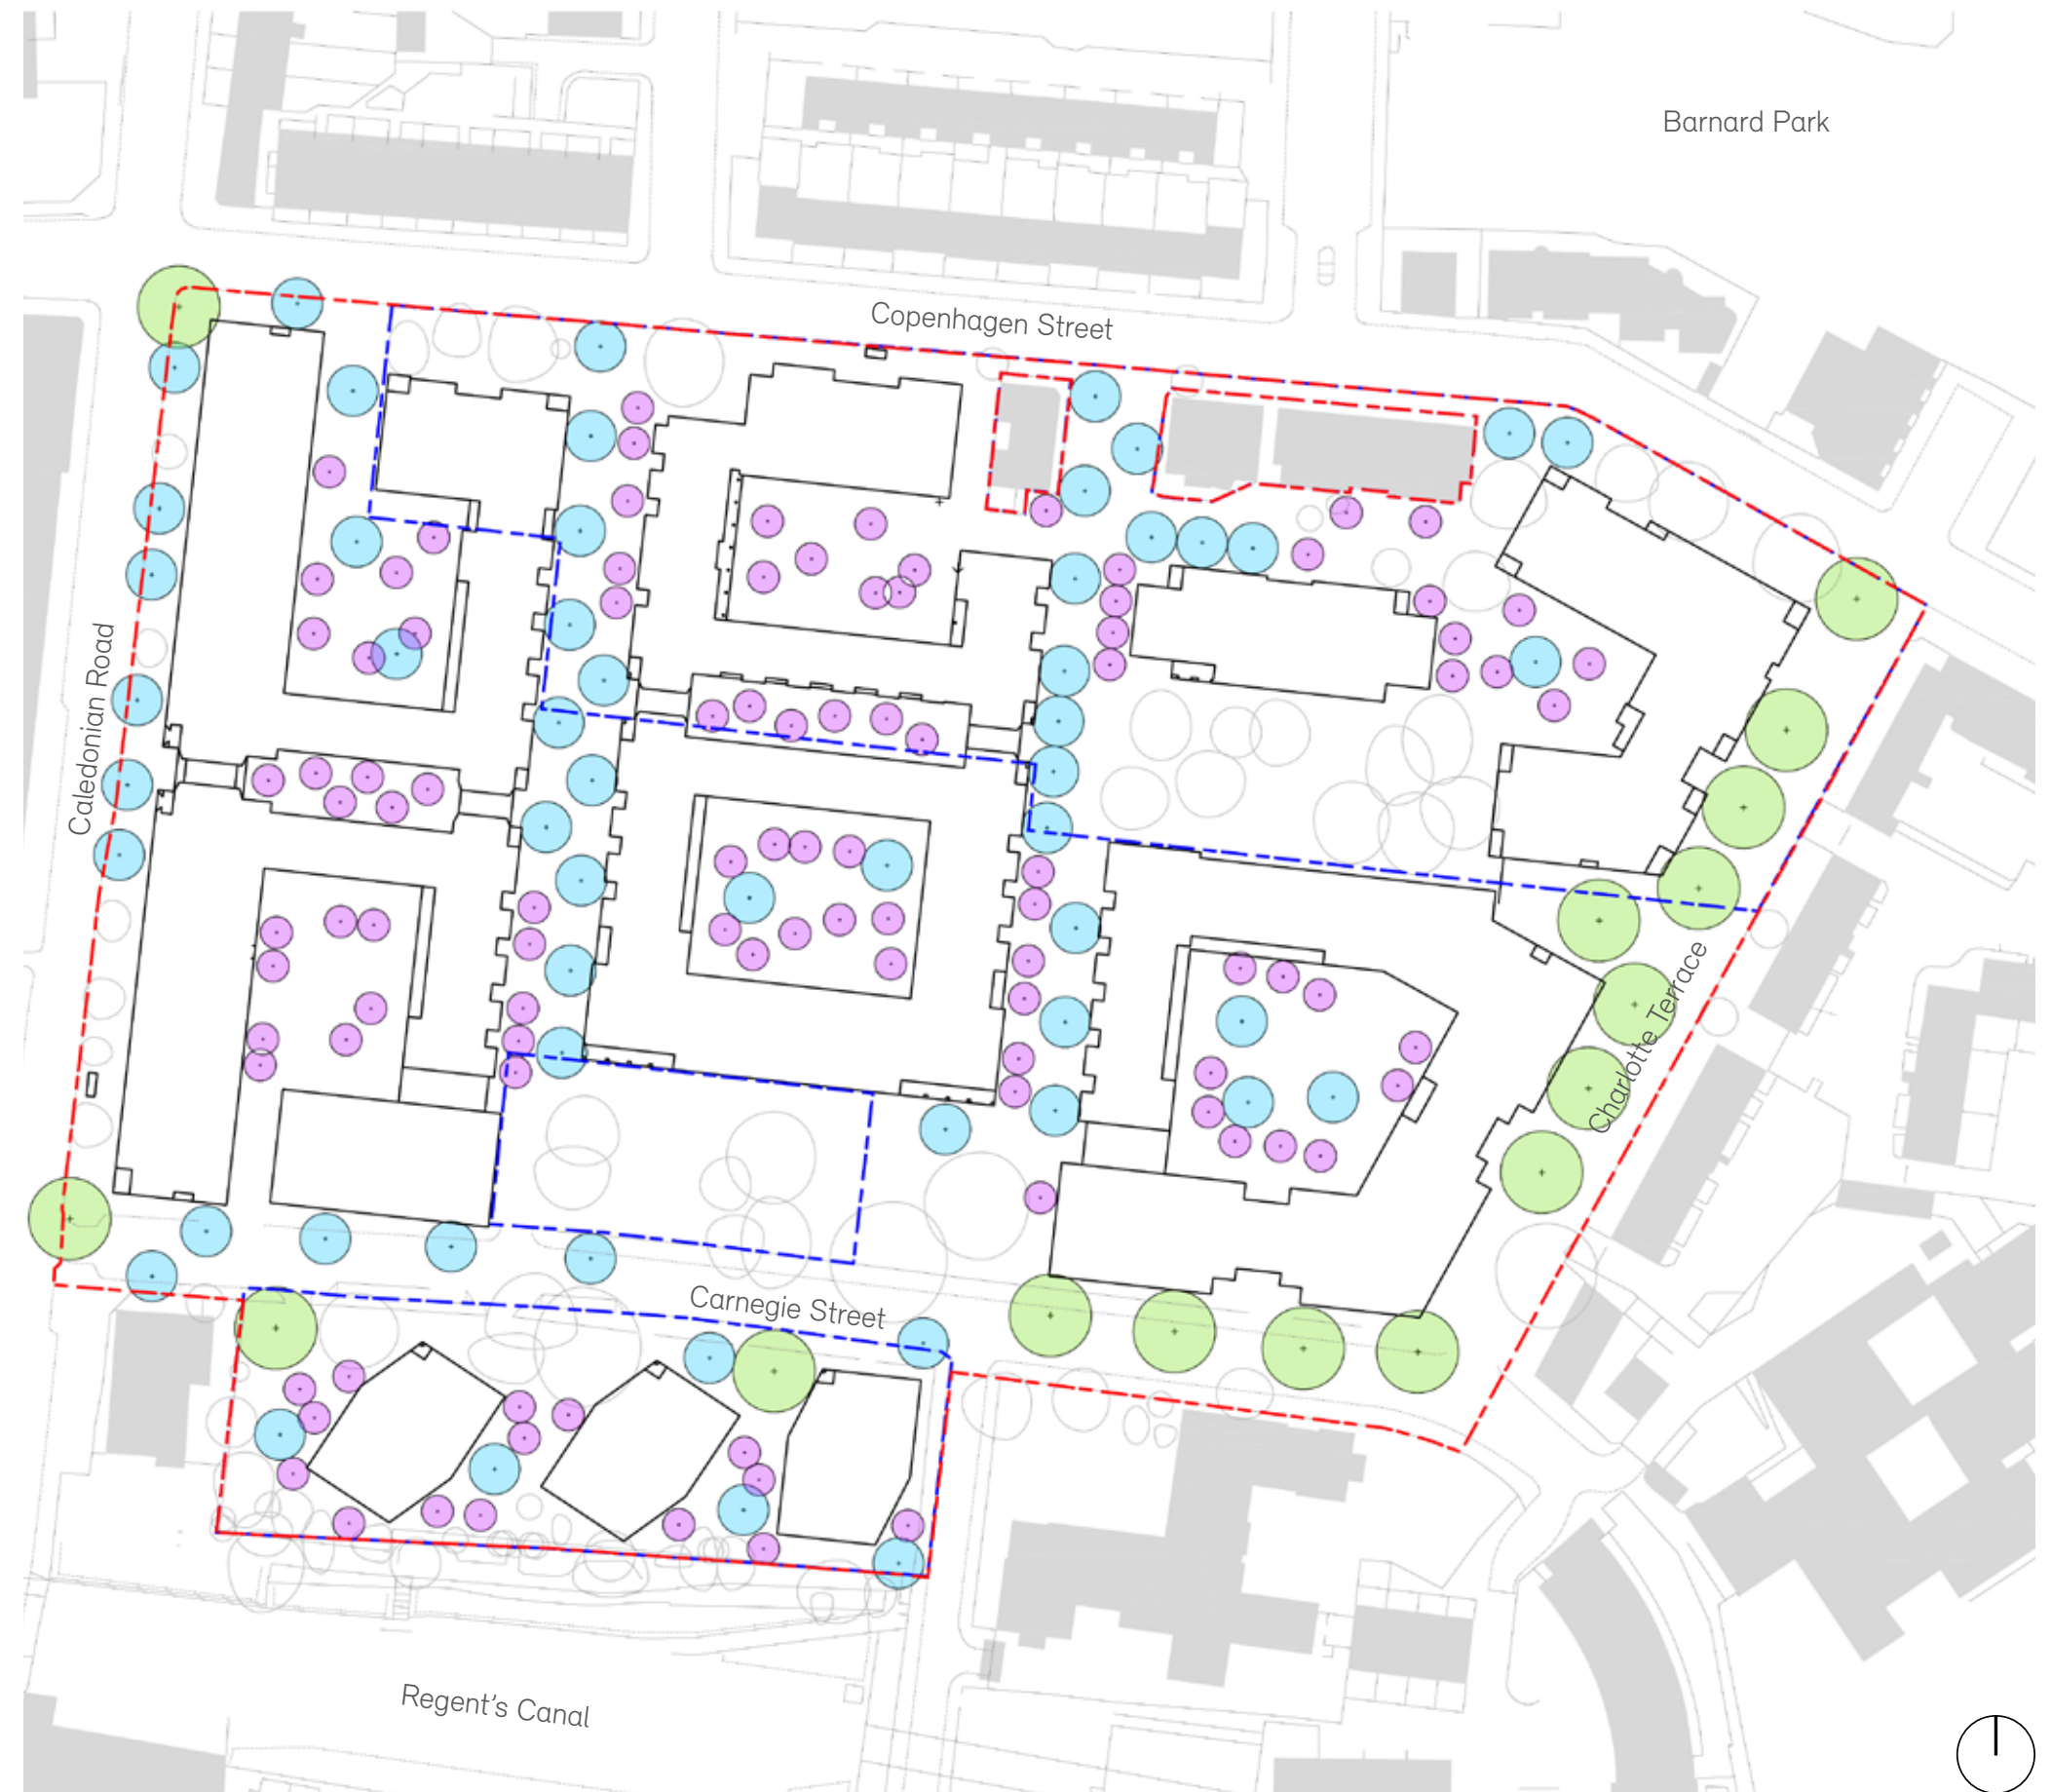 Barnard Park
Copenhagen Street
Caledonian Road
Charlotte Terrace
Carnegie Street
Regent's Canal